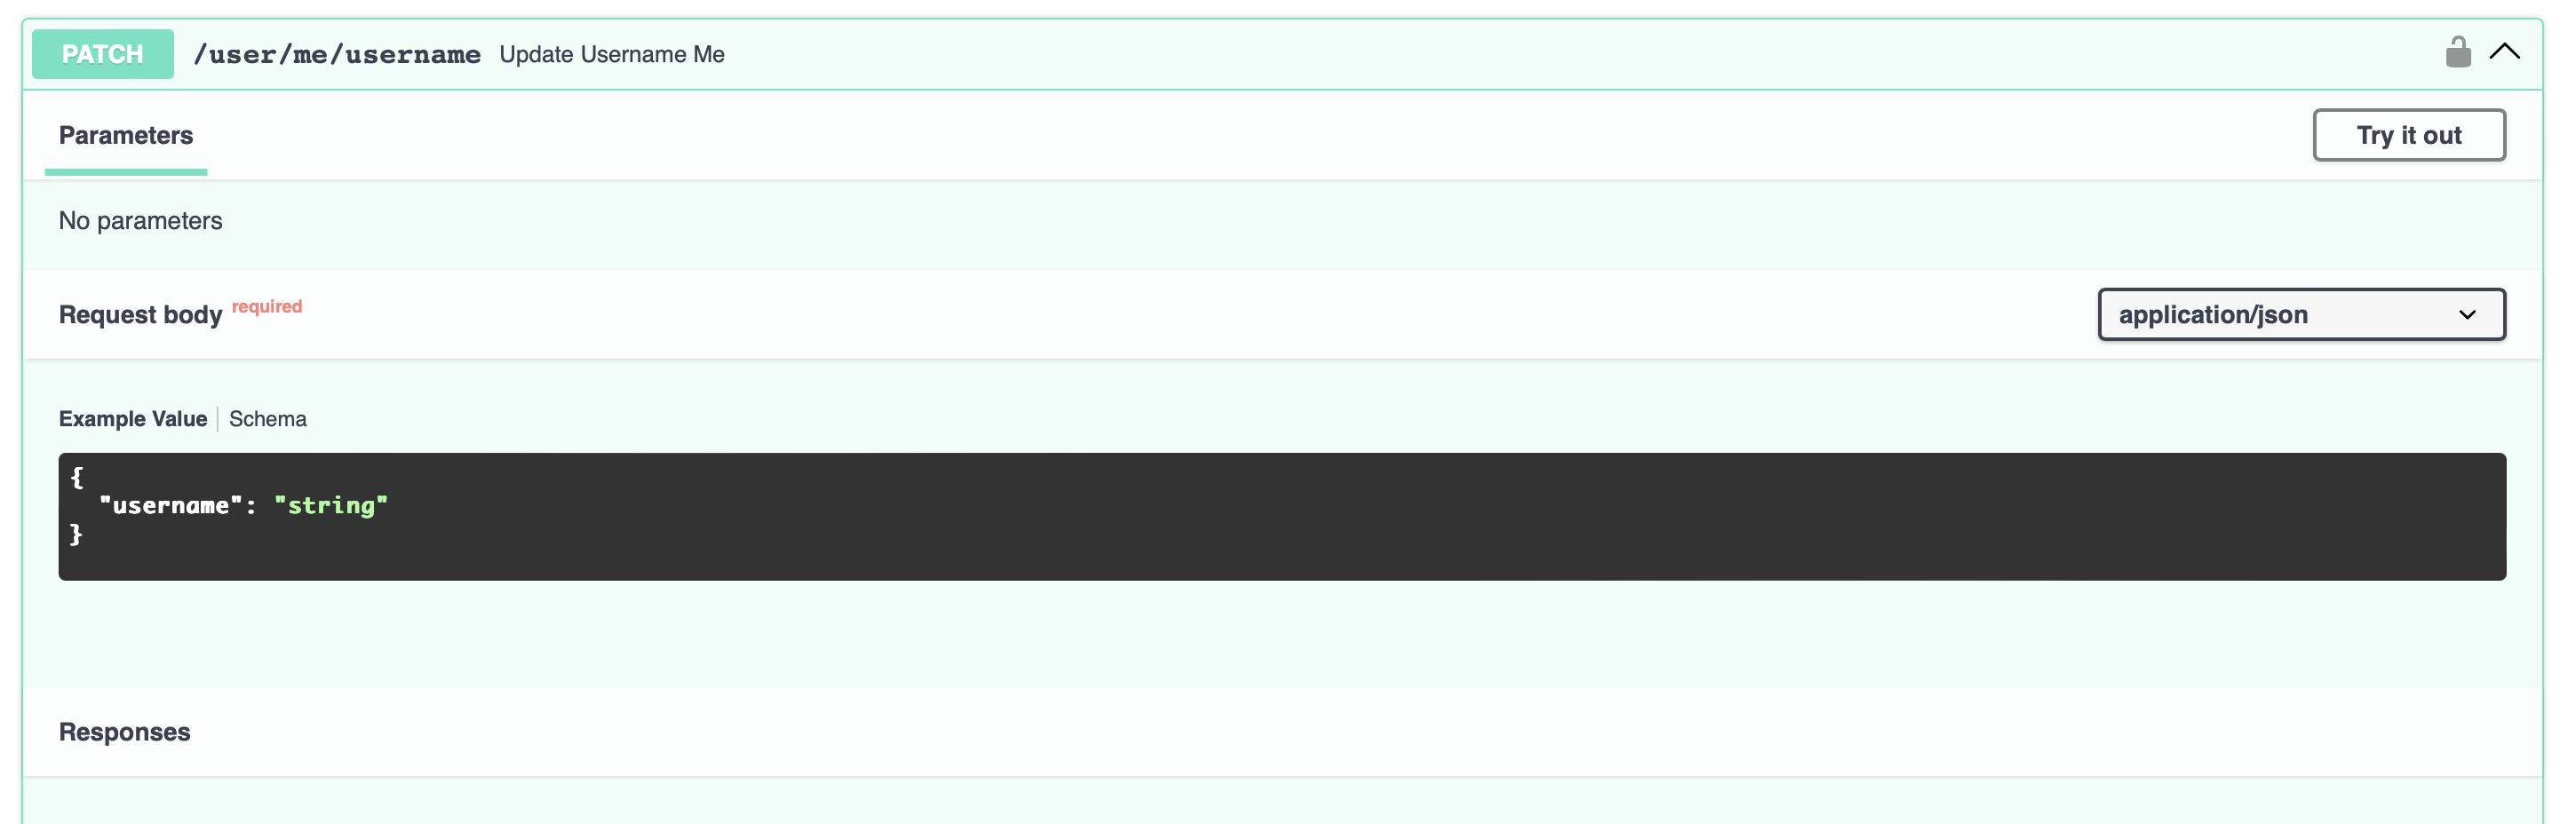 PATCH /user/me/username Update Username Me
Parameters
Try it out
No parameters
Request body required
application/json
Example Value
Schema
{
"username": "string"
}
Responses